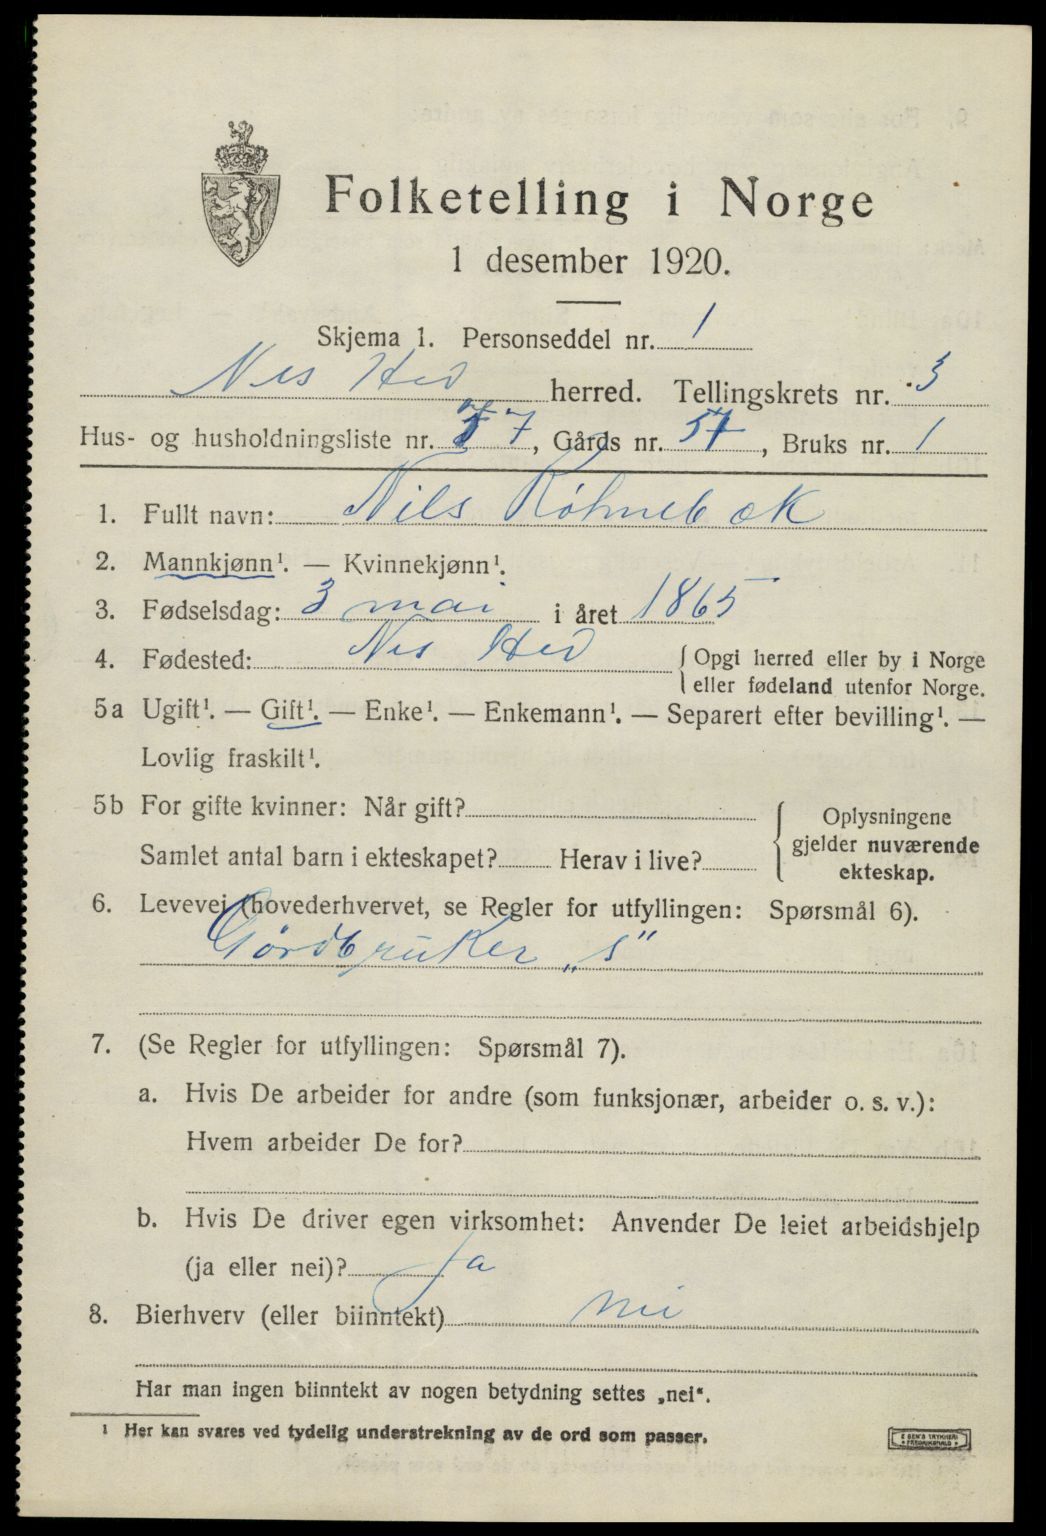 Folketelling i Norge
1 desember 1920.
Skjema 1. Personseddel nr. 1
Nes Hed herred. Tellingskrets nr. 3
Hus- og husholdningsliste nr. 77, Gårds nr. 57, Bruks nr. 1
1. Fullt navn: Nils Røhnebæk
2. Mannkjønn¹. — Kvinnekjønn¹.
3. Fødselsdag: 3 mai i året 1865
4. Fødested: Nes Hed { Opgi herred eller by i Norge
eller fødeland utenfor Norge.
5a Ugift¹. — Gift¹. — Enke¹. — Enkemann¹. — Separert efter bevilling¹. —
Lovlig fraskilt¹.
5b For gifte kvinner: Når gift?
Samlet antal barn i ekteskapet? Herav i live?
Oplysningene
gjelder nuværende
ekteskap.
6. Levevei (hovederhvervet, se Regler for utfyllingen: Spørsmål 6).
Gårdbruker „s"
7. (Se Regler for utfyllingen: Spørsmål 7).
a. Hvis De arbeider for andre (som funksjonær, arbeider o. s. v.):
Hvem arbeider De for?
b. Hvis De driver egen virksomhet: Anvender De leiet arbeidshjelp
(ja eller nei)? Ja
8. Bierhverv (eller biinntekt) nei
Har man ingen biinntekt av nogen betydning settes „nei“.
¹ Her kan svares ved tydelig understrekning av de ord som passer.